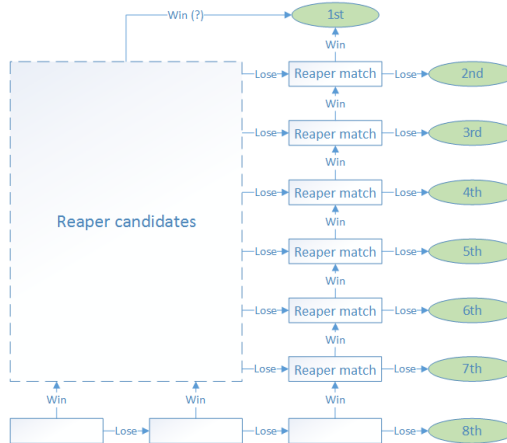 Win (?)
1st
Win
Lose
Reaper match
Lose
2nd
Win
Lose
Reaper match
Lose
3rd
Win
Lose
Reaper match
Lose
4th
Win
Reaper candidates
Lose
Reaper match
Lose
5th
Win
Lose
Reaper match
Lose
6th
Win
Lose
Reaper match
Lose
7th
Win
Win
Win
Lose
Lose
Lose
8th